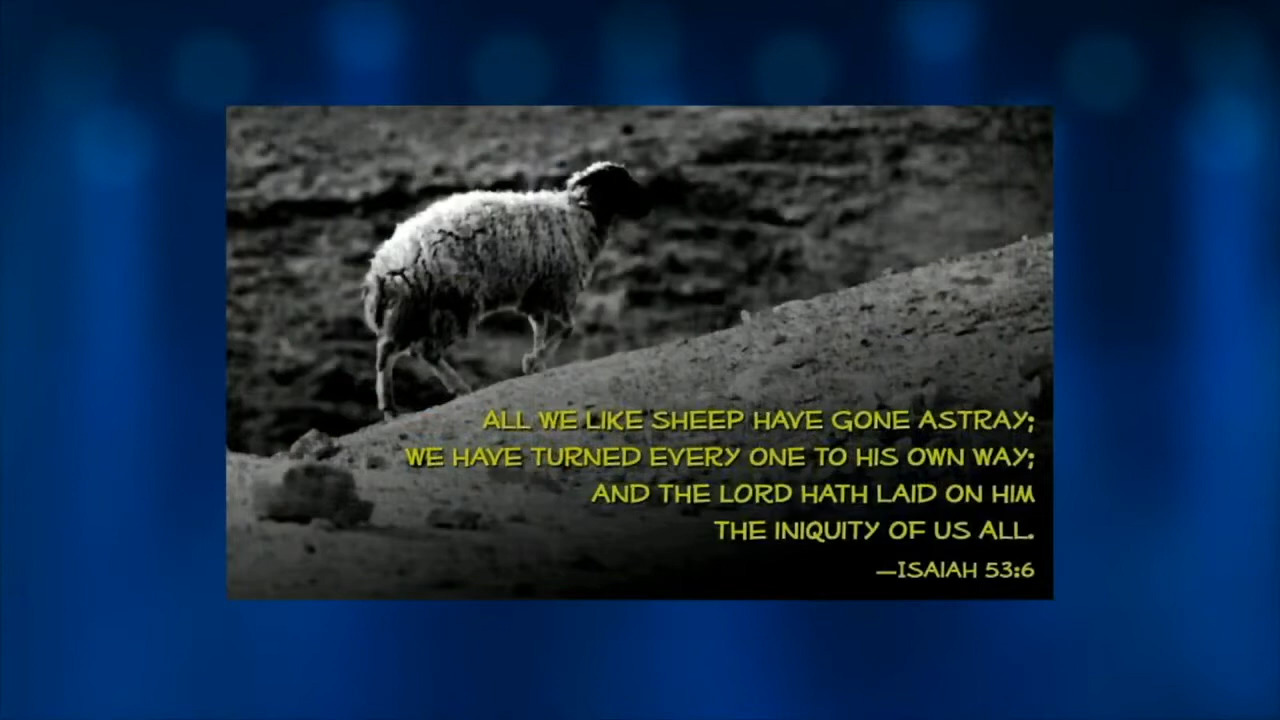 ALL WE LIKE SHEEP HAVE GONE ASTRAY;
WE HAVE TURNED EVERY ONE TO HIS OWN WAY;
AND THE LORD HATH LAID ON HIM
THE INIQUITY OF US ALL.
—ISAIAH 53:6